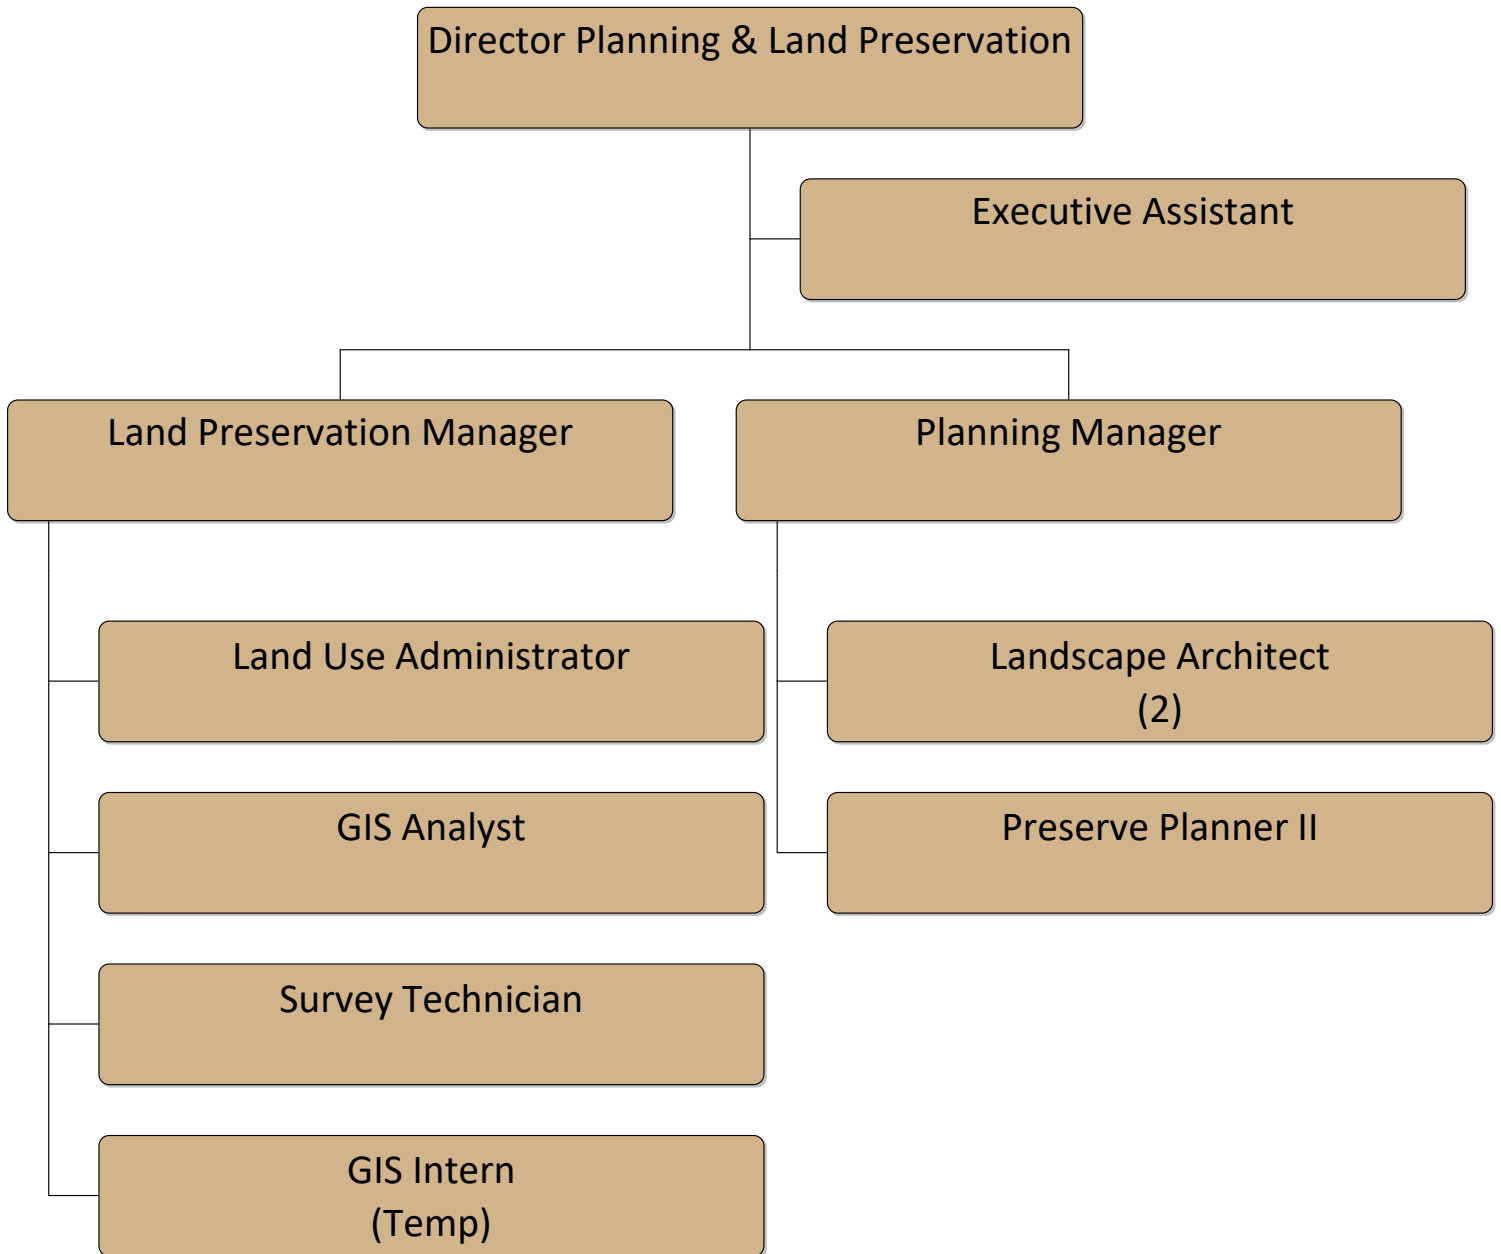 Director Planning & Land Preservation
Executive Assistant
Land Preservation Manager
Planning Manager
Land Use Administrator
Landscape Architect
(2)
GIS Analyst
Preserve Planner II
Survey Technician
GIS Intern
(Temp)